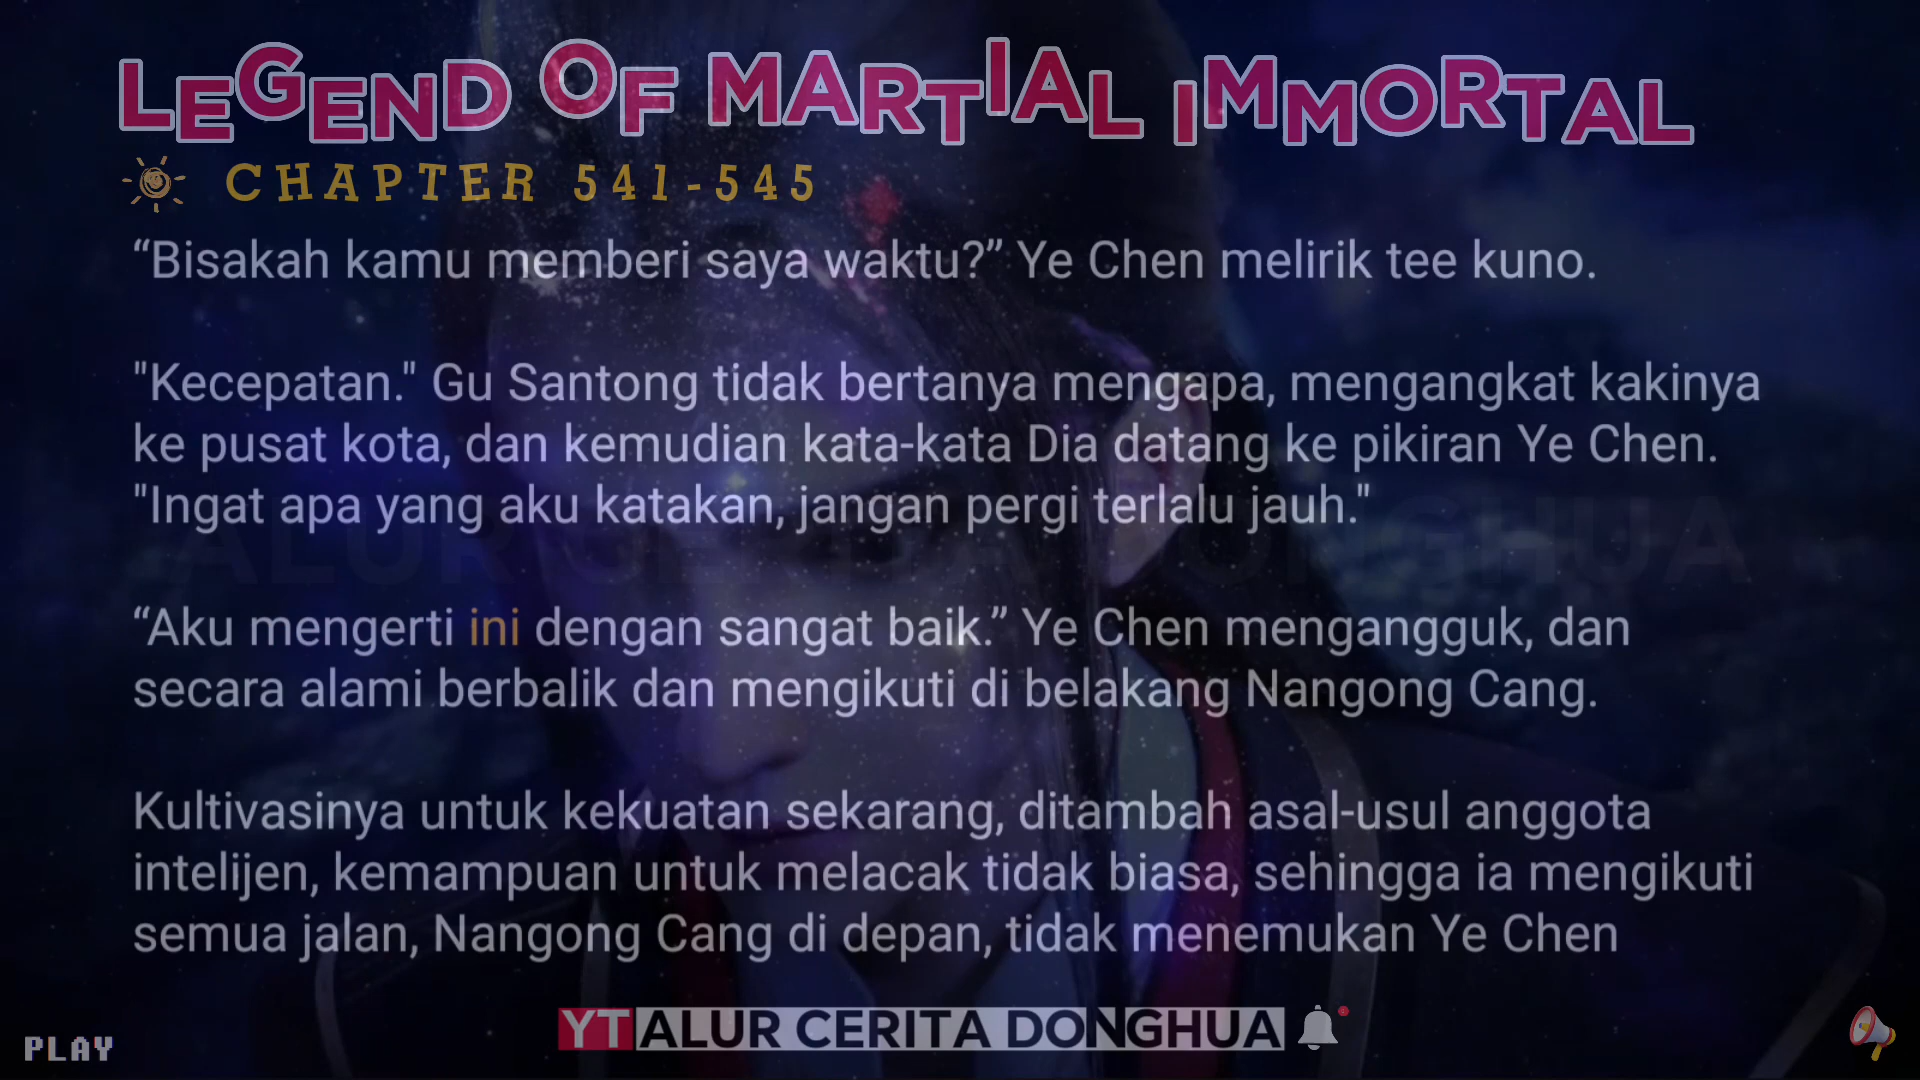 LEGEND OF MARTIAL IMMORTAL
CHAPTER 541-545
“Bisakah kamu memberi saya waktu?” Ye Chen melirik tee kuno.
"Kecepatan." Gu Santong tidak bertanya mengapa, mengangkat kakinya
ke pusat kota, dan kemudian kata-kata Dia datang ke pikiran Ye Chen.
"Ingat apa yang aku katakan, jangan pergi terlalu jauh."
ALUR CERITA DONGHUA
“Aku mengerti ini dengan sangat baik.” Ye Chen mengangguk, dan
secara alami berbalik dan mengikuti di belakang Nangong Cang.
Kultivasinya untuk kekuatan sekarang, ditambah asal-usul anggota
intelijen, kemampuan untuk melacak tidak biasa, sehingga ia mengikuti
semua jalan, Nangong Cang di depan, tidak menemukan Ye Chen
YT ALUR CERITA DONGHUA
PLAY